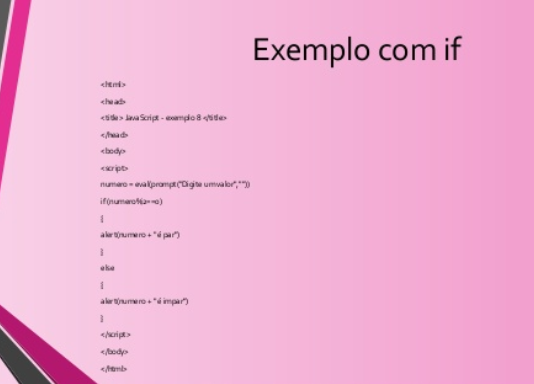 Exemplo com if
<html>
<head>
<title> JavaScript - exemplo 8 </title>
</head>
<body>
<script>
numero = eval(prompt("Digite um valor",""))
if (numero%2==0)
{
alert(numero + " é par")
}
else
{
alert(numero + " é impar")
}
</script>
</body>
</html>